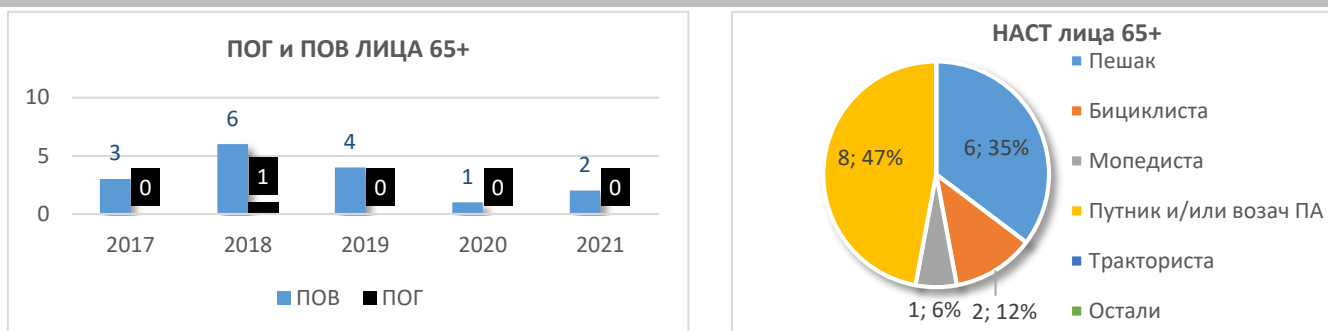 ПОГ и ПОВ ЛИЦА 65+
10
5
0
3
0
6
1
4
0
1
0
2
0
2017 2018 2019 2020 2021
ПОВ ПОГ
НАСТ лица 65+
Пешак
Бициклиста
Мопедиста
Путник и/или возач ПА
Тракториста
Остали
8; 47%
6; 35%
1; 6%
2; 12%